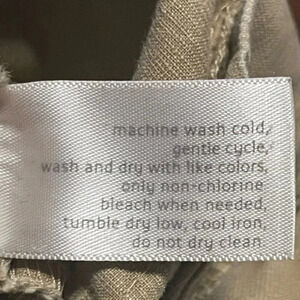 machine wash cold,
gentle cycle,
wash and dry with like colors,
only non-chlorine
bleach when needed,
tumble dry low, cool iron,
do not dry clean.